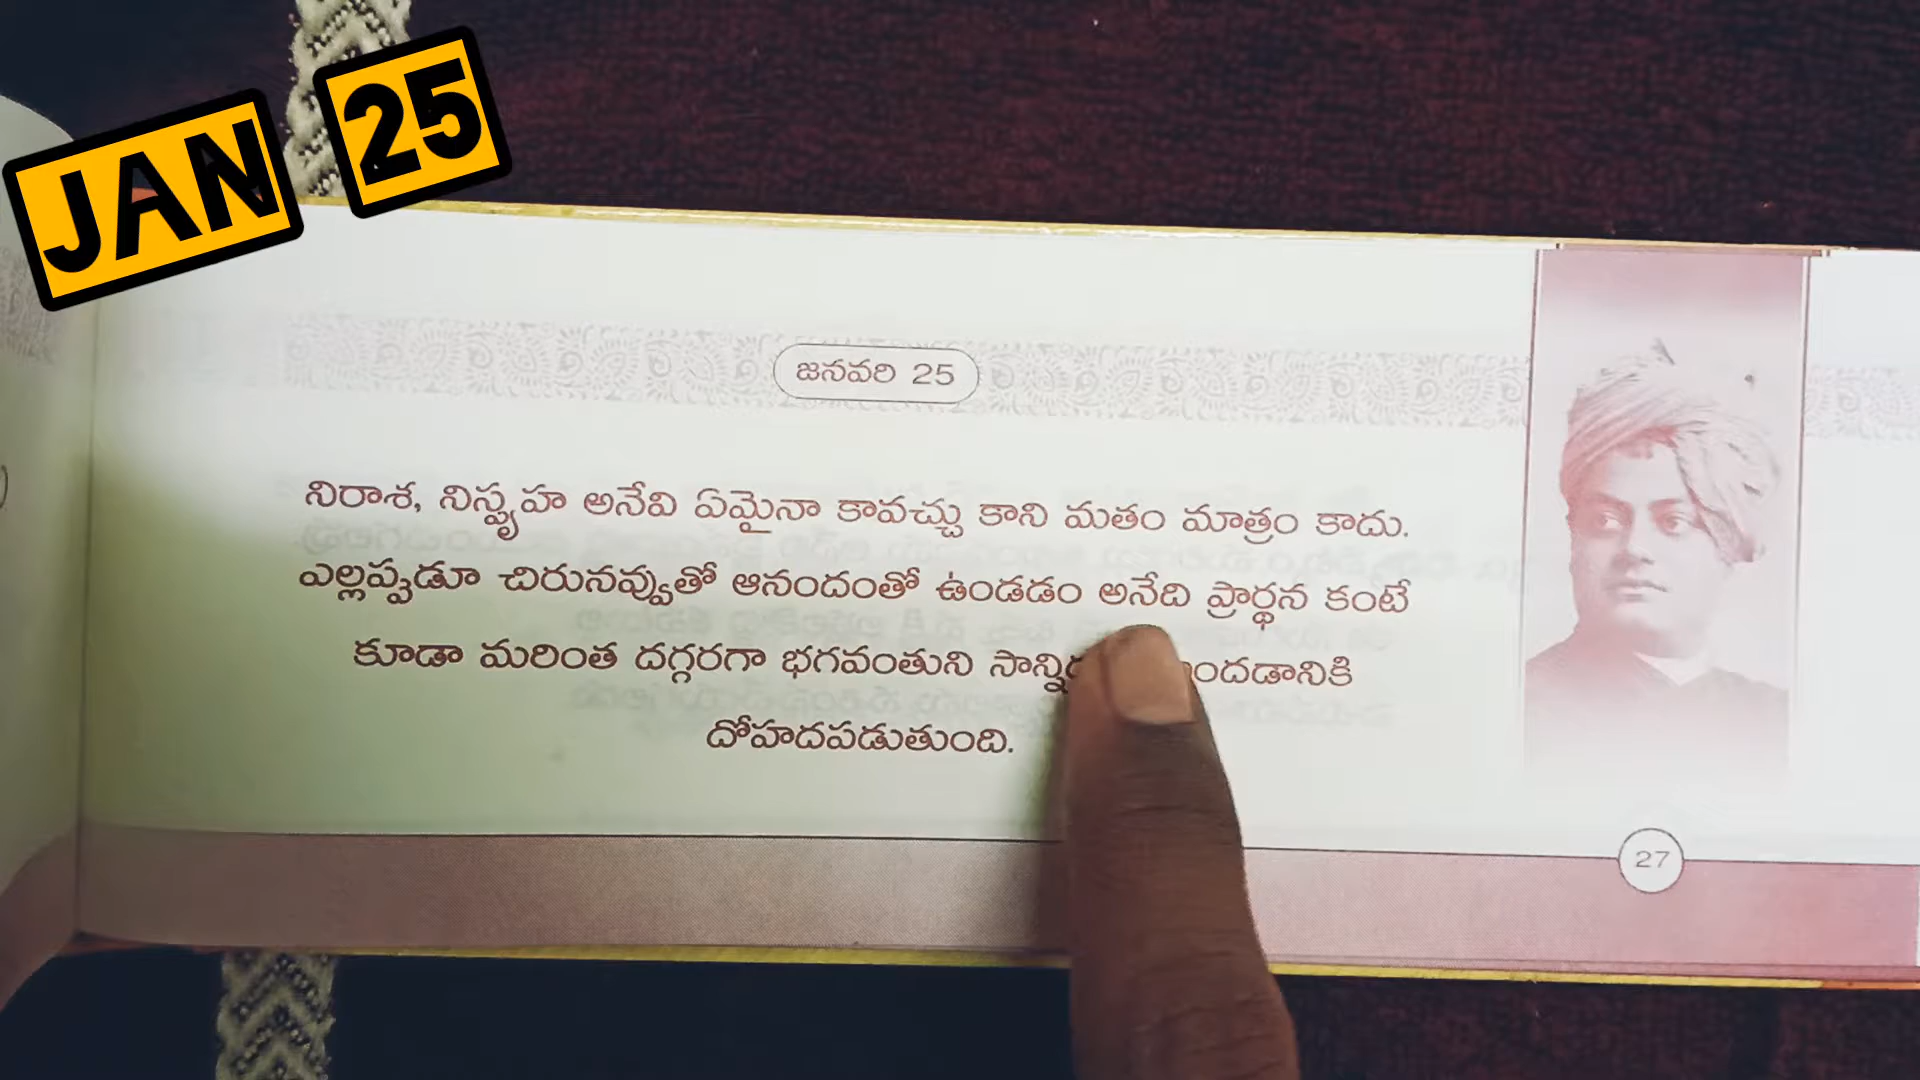 JAN 25
జనవరి 25
నిరాశ, నిస్పృహ అనేవి ఏమైనా కావచ్చు కాని మతం మాత్రం కాదు.
ఎల్లప్పుడూ చిరునవ్వుతో ఆనందంతో ఉండడం అనేది ప్రార్థన కంటే
కూడా మరింత దగ్గరగా భగవంతుని
దోహదపడుతుంది.
27